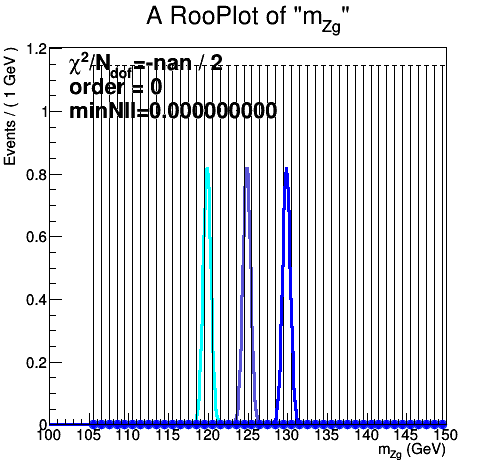 A RooPlot of "m_Zg"
χ²/N_dof=-nan / 2
order = 0
minNll=0.000000000
Events / ( 1 GeV )
1.2
1
0.8
0.6
0.4
0.2
0
100 105 110 115 120 125 130 135 140 145 150
m_Zg (GeV)